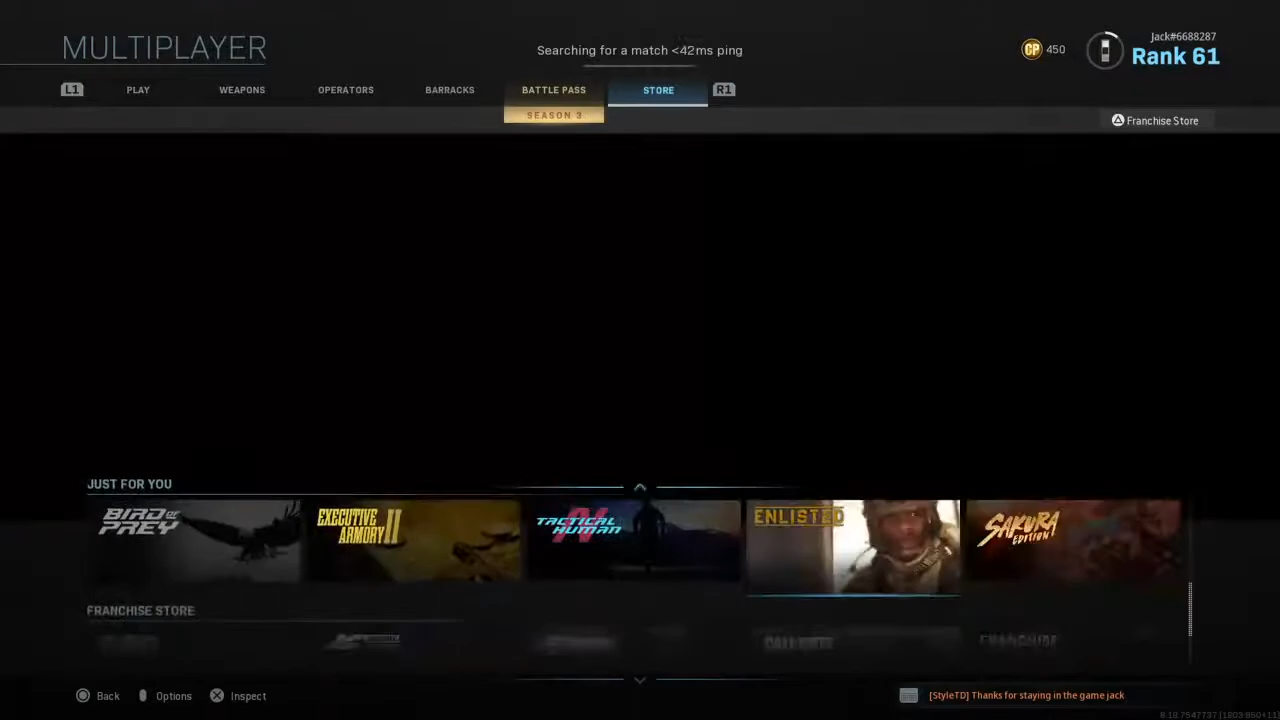 MULTIPLAYER
Searching for a match <42ms ping
CP 450
Jack#6688287
Rank 61
L1 PLAY WEAPONS OPERATORS BARRACKS BATTLE PASS STORE R1
SEASON 3
Franchise Store
JUST FOR YOU
BIRD OF PREY
EXECUTIVE ARMORY II
TACTICAL HUMAN
ENLISTED
SAKURA EDITION
FRANCHISE STORE
FRANCHISE
Back Options Inspect
[StyleTD] Thanks for staying in the game jack